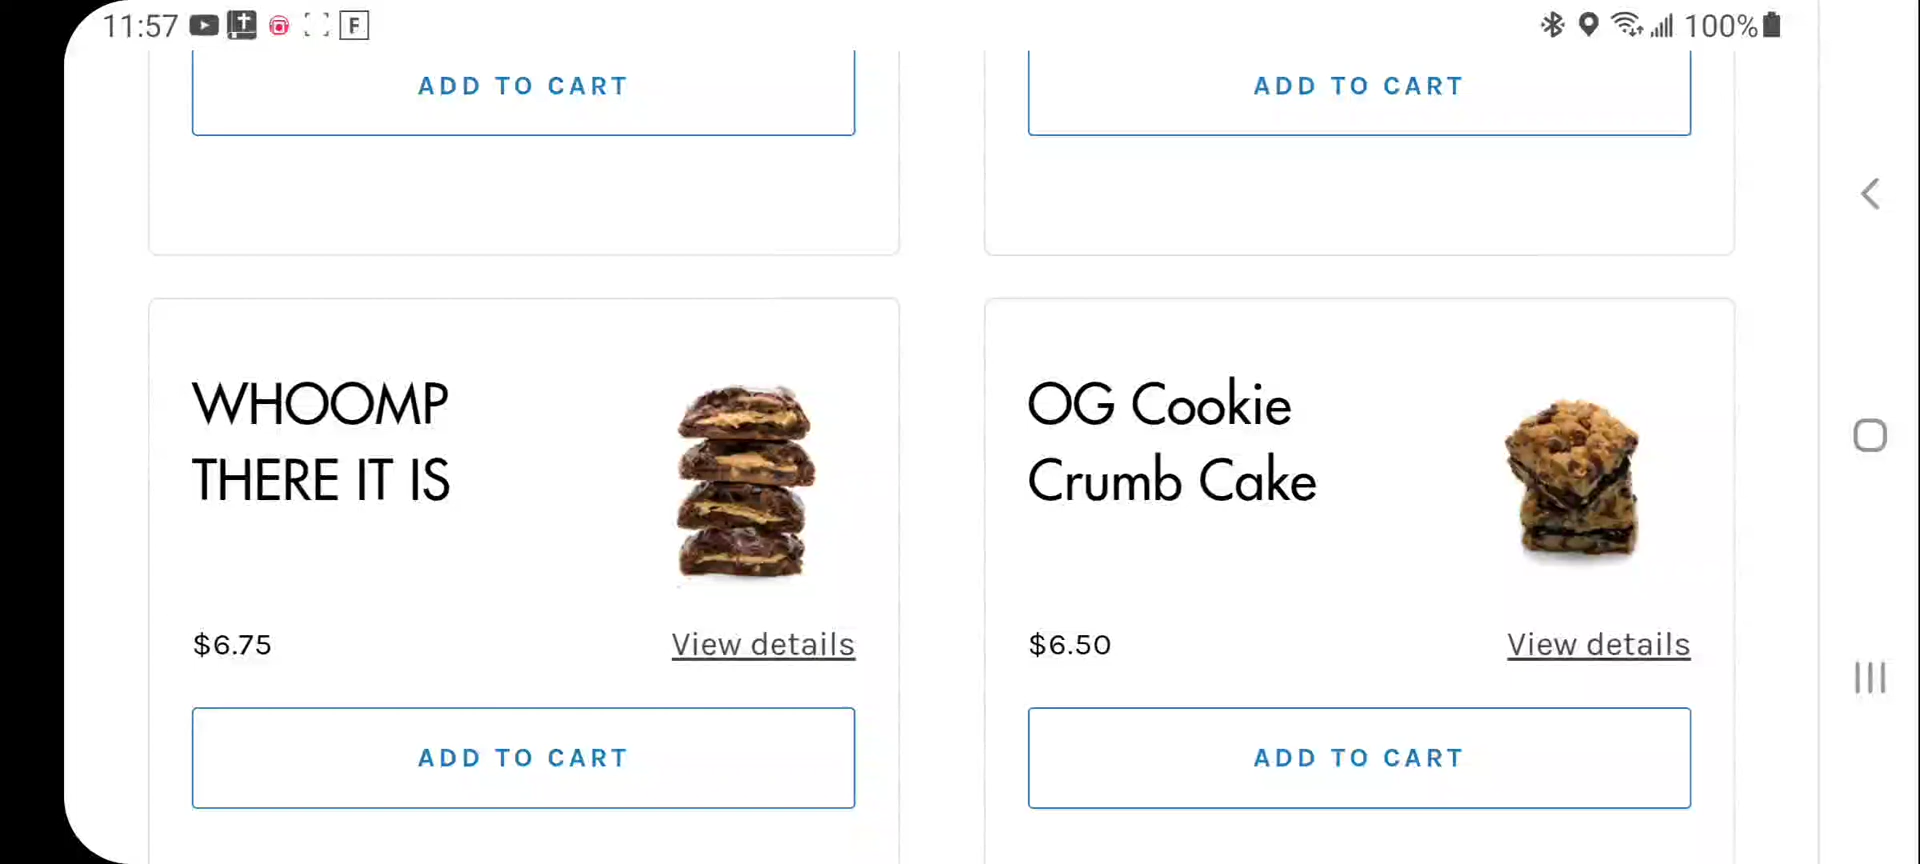 11:57 F 100%
ADD TO CART ADD TO CART
WHOOMP
THERE IT IS
OG Cookie
Crumb Cake
$6.75 View details
$6.50 View details
ADD TO CART ADD TO CART